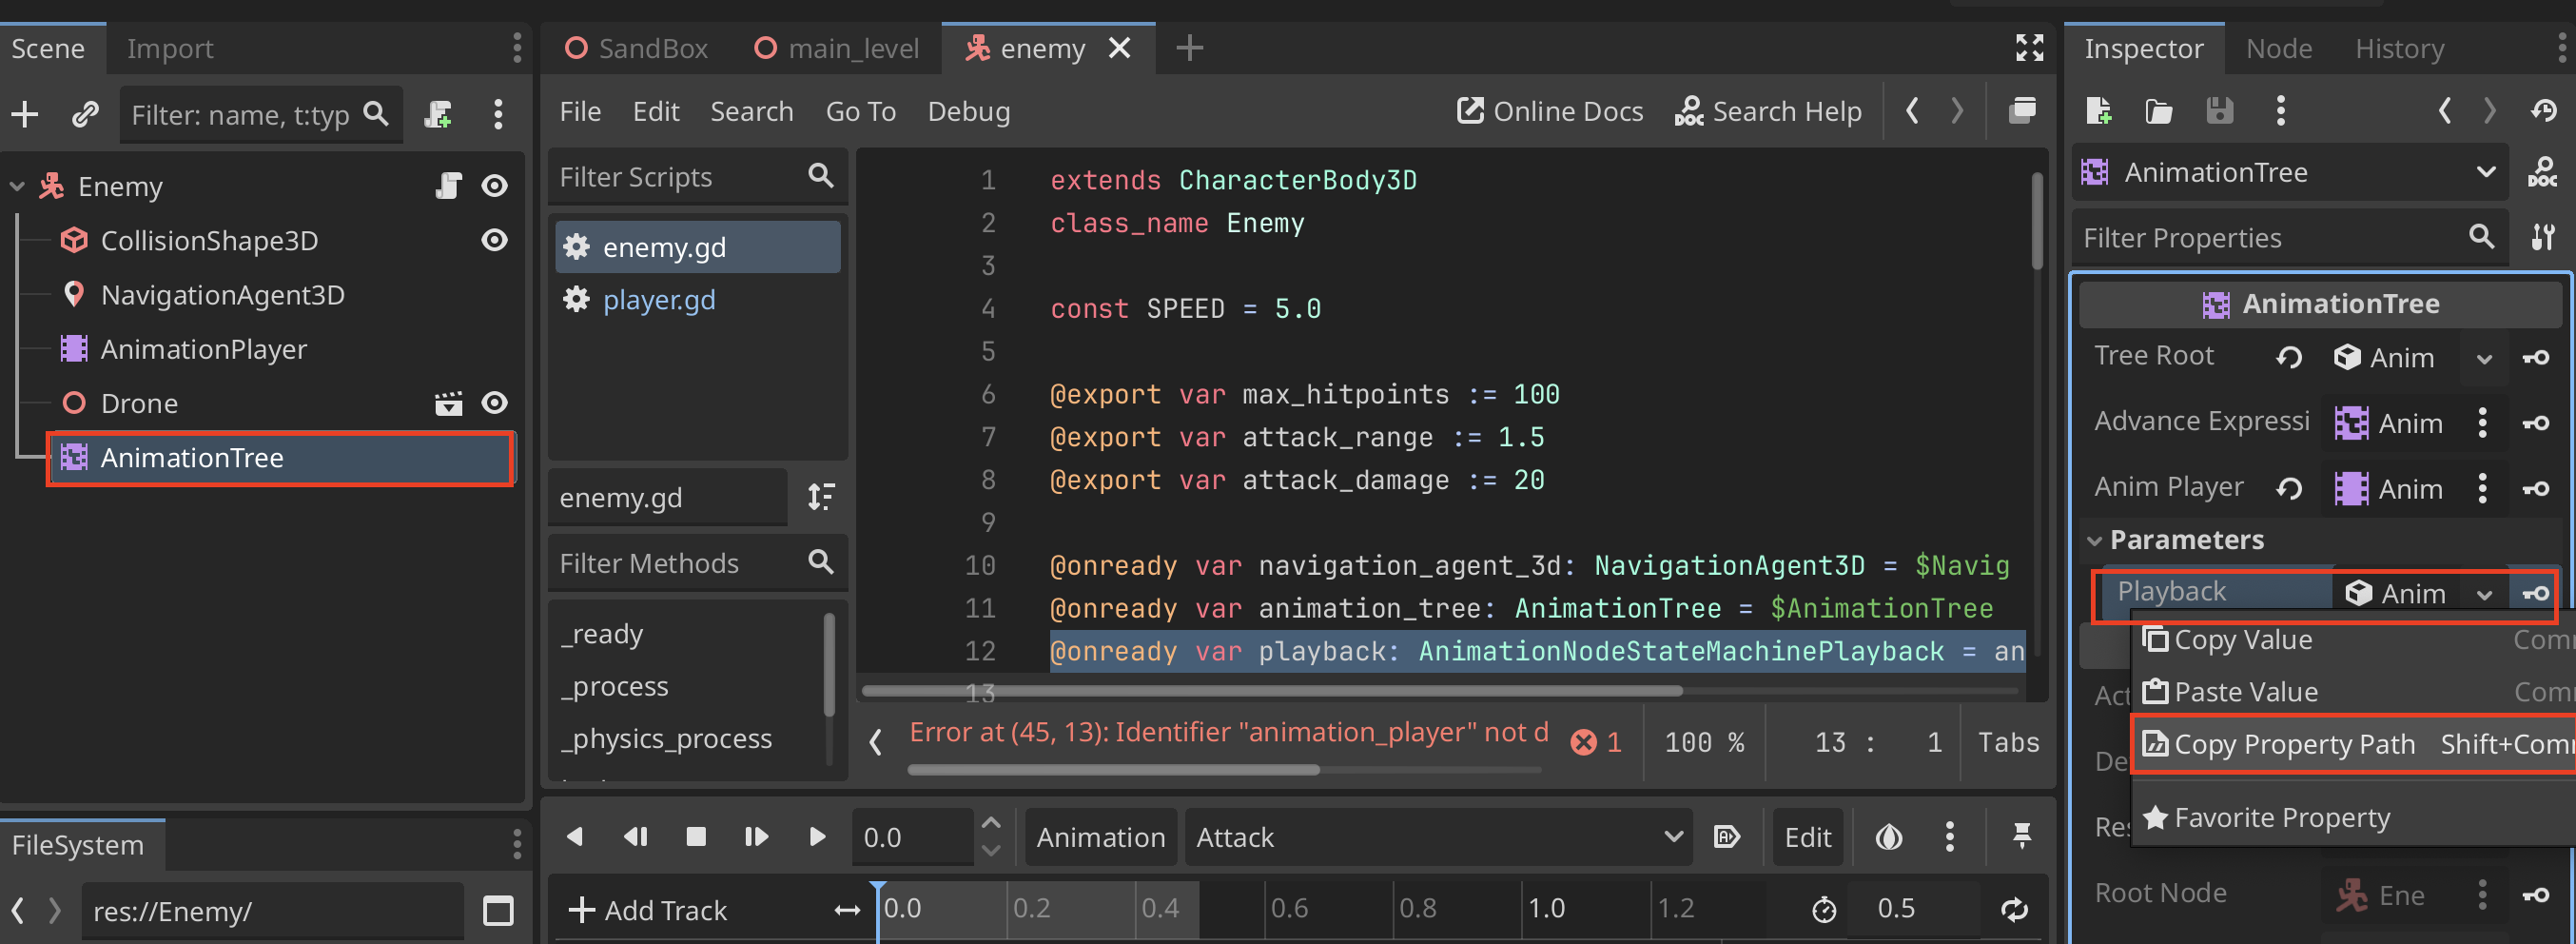 Scene
Import
Filter: name, t:typ
Enemy
CollisionShape3D
NavigationAgent3D
AnimationPlayer
Drone
AnimationTree
FileSystem
res://Enemy/
SandBox
main_level
enemy
File Edit Search Go To Debug
Online Docs
Search Help
Filter Scripts
enemy.gd
player.gd
enemy.gd
Filter Methods
_ready
_process
_physics_process
1 extends CharacterBody3D
2 class_name Enemy
3
4 const SPEED = 5.0
5
6 @export var max_hitpoints := 100
7 @export var attack_range := 1.5
8 @export var attack_damage := 20
9
10 @onready var navigation_agent_3d: NavigationAgent3D = $Navig
11 @onready var animation_tree: AnimationTree = $AnimationTree
12 @onready var playback: AnimationNodeStateMachinePlayback = an
13
Error at (45, 13): Identifier "animation_player" not d
1
100 %
13 : 1
Tabs
0.0
Animation
Attack
Edit
Add Track
0.0 0.2 0.4 0.6 0.8 1.0 1.2
0.5
Inspector
Node
History
AnimationTree
DOC
Filter Properties
AnimationTree
Tree Root Anim
Advance Expressi Anim
Anim Player Anim
Parameters
Playback Anim
Copy Value Com
Paste Value Com
Copy Property Path Shift+Com
Favorite Property
Act
De
Res
Root Node Ene